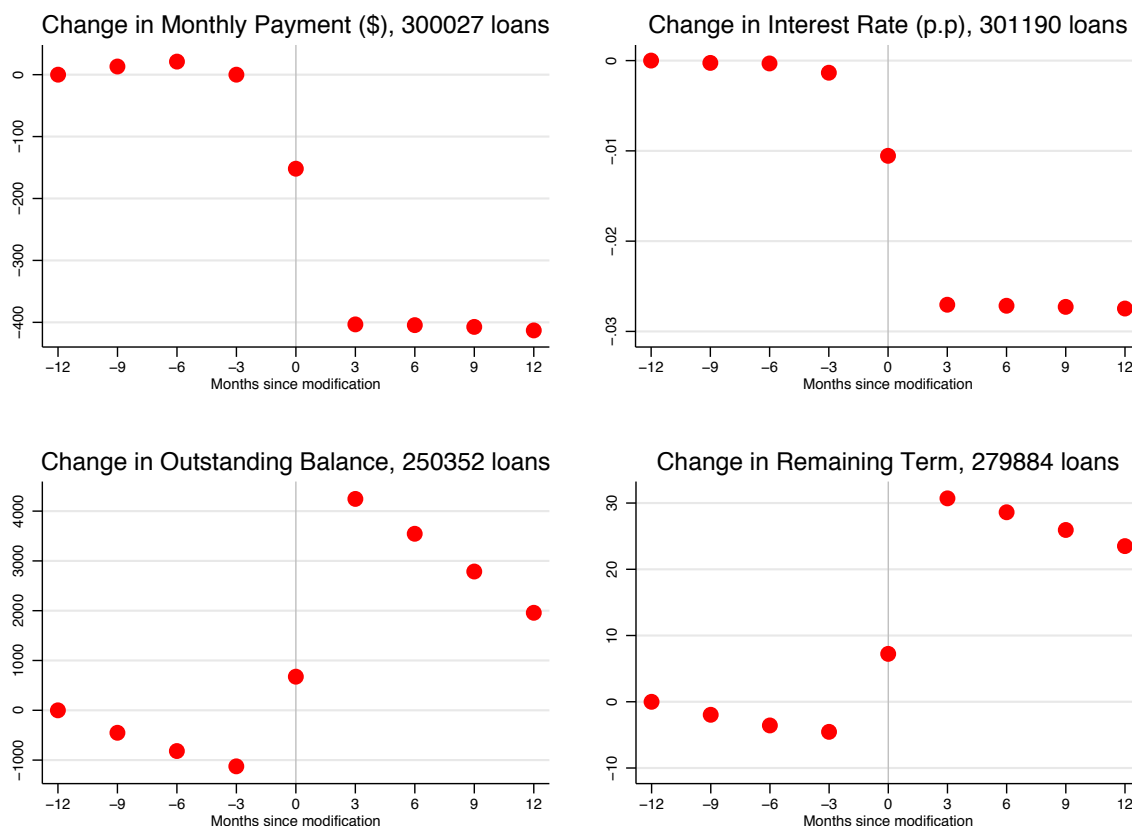 Change in Monthly Payment ($), 300027 loans
0
−100
−200
−300
−400
−12 −9 −6 −3 0 3 6 9 12
Months since modification
Change in Interest Rate (p.p), 301190 loans
0
−.01
−.02
−.03
−12 −9 −6 −3 0 3 6 9 12
Months since modification
Change in Outstanding Balance, 250352 loans
4000
3000
2000
1000
0
−1000
−12 −9 −6 −3 0 3 6 9 12
Months since modification
Change in Remaining Term, 279884 loans
30
20
10
0
−10
−12 −9 −6 −3 0 3 6 9 12
Months since modification